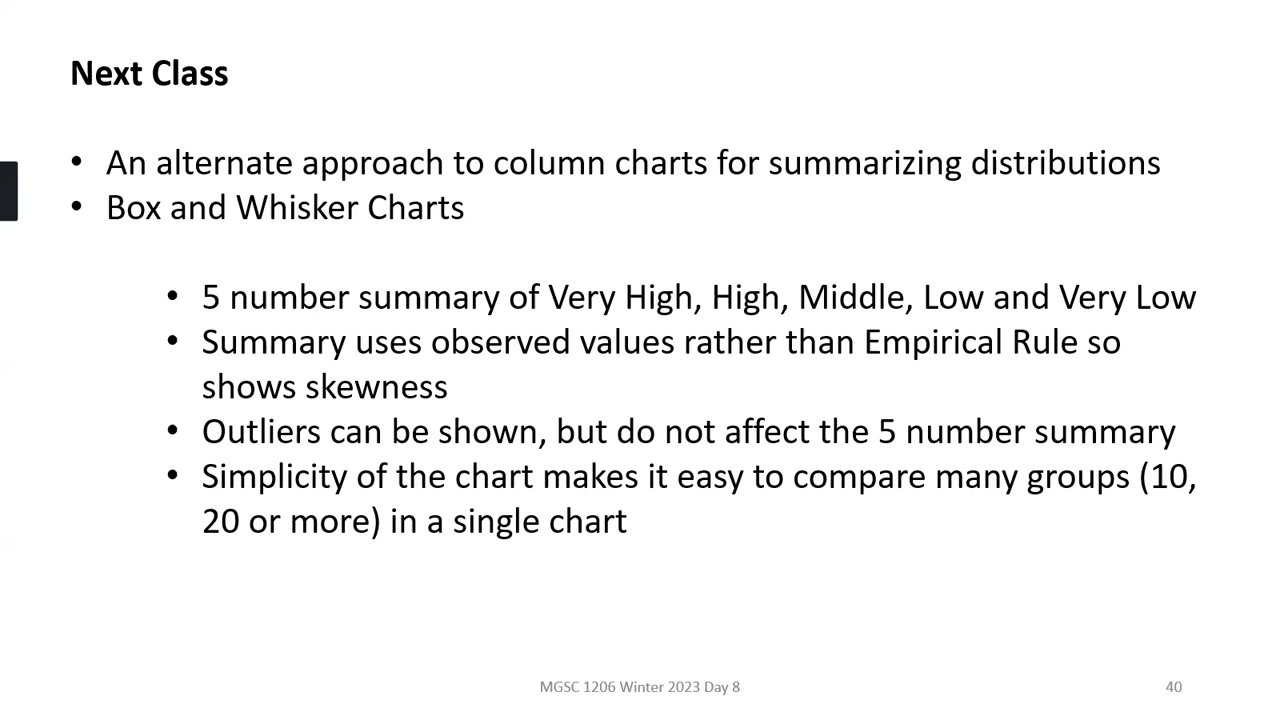 Next Class
• An alternate approach to column charts for summarizing distributions
• Box and Whisker Charts
• 5 number summary of Very High, High, Middle, Low and Very Low
• Summary uses observed values rather than Empirical Rule so
shows skewness
• Outliers can be shown, but do not affect the 5 number summary
• Simplicity of the chart makes it easy to compare many groups (10,
20 or more) in a single chart
MGSC 1206 Winter 2023 Day 8
40